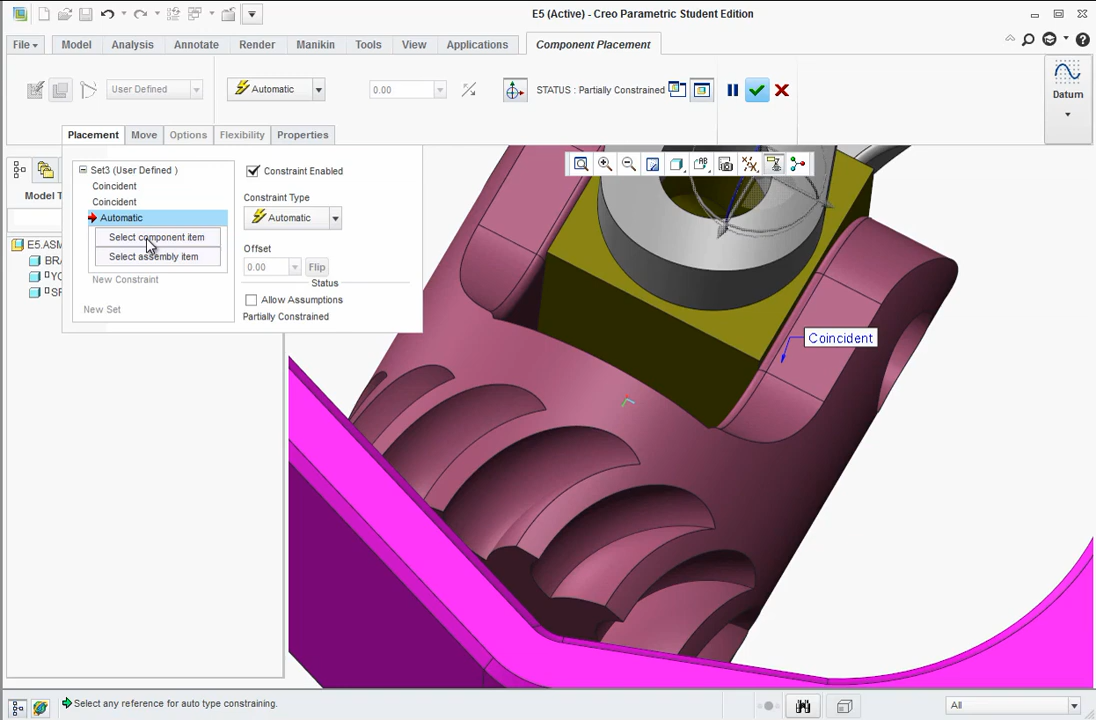 E5 (Active) - Creo Parametric Student Edition
File
Model
Analysis
Annotate
Render
Manikin
Tools
View
Applications
Component Placement
User Defined
Automatic
0.00
STATUS : Partially Constrained
Datum
Placement
Move
Options
Flexibility
Properties
Set3 (User Defined )
Coincident
Coincident
Automatic
Select component item
Select assembly item
New Constraint
New Set
Constraint Enabled
Constraint Type
Automatic
Offset
0.00
Flip
Status
Allow Assumptions
Partially Constrained
Model T
E5.ASM
BRA
Coincident
Select any reference for auto type constraining.
All